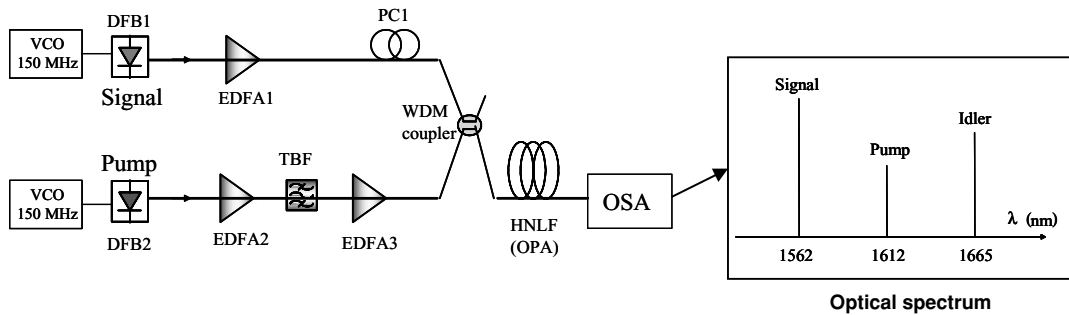 VCO
150 MHz
DFB1
Signal
EDFA1
PC1
WDM
coupler
VCO
150 MHz
Pump
DFB2
EDFA2
TBF
EDFA3
HNLF
(OPA)
OSA
Signal
Pump
Idler
λ (nm)
1562
1612
1665
Optical spectrum